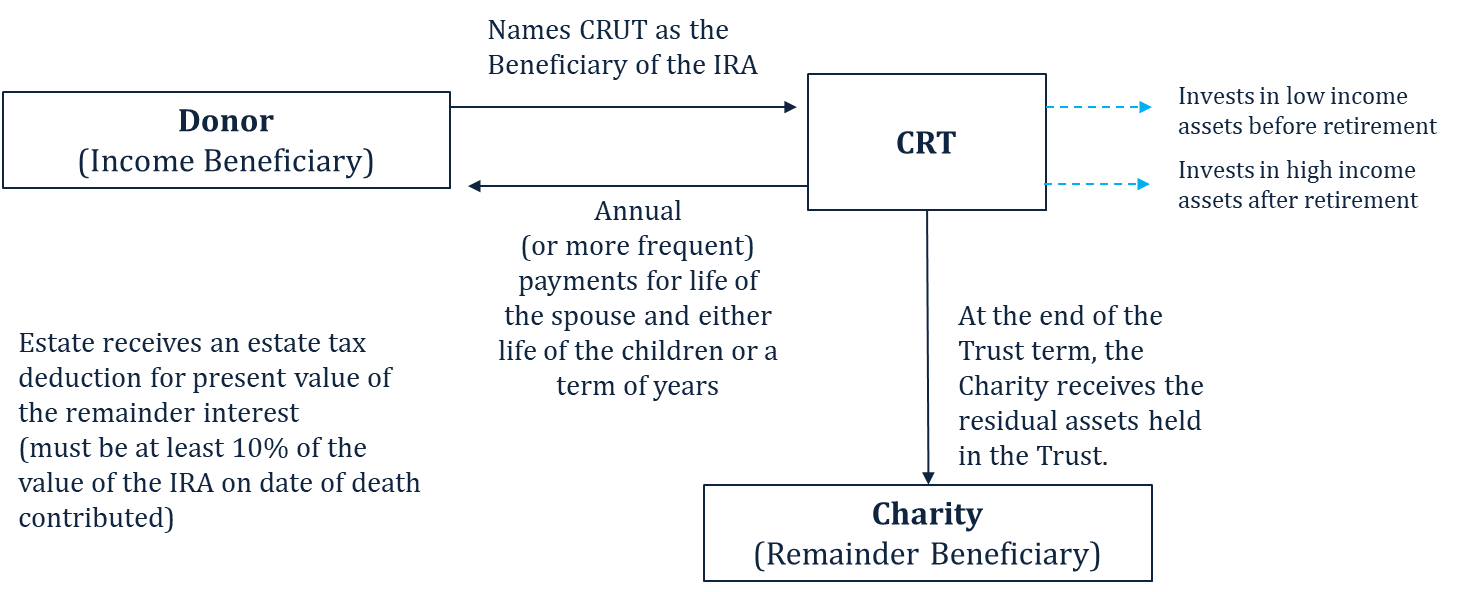 Names CRUT as the
Beneficiary of the IRA
Donor
(Income Beneficiary)
CRT
Invests in low income
assets before retirement
Invests in high income
assets after retirement
Annual
(or more frequent)
payments for life of
the spouse and either
life of the children or a
term of years
Estate receives an estate tax
deduction for present value of
the remainder interest
(must be at least 10% of the
value of the IRA on date of death
contributed)
At the end of the
Trust term, the
Charity receives the
residual assets held
in the Trust.
Charity
(Remainder Beneficiary)